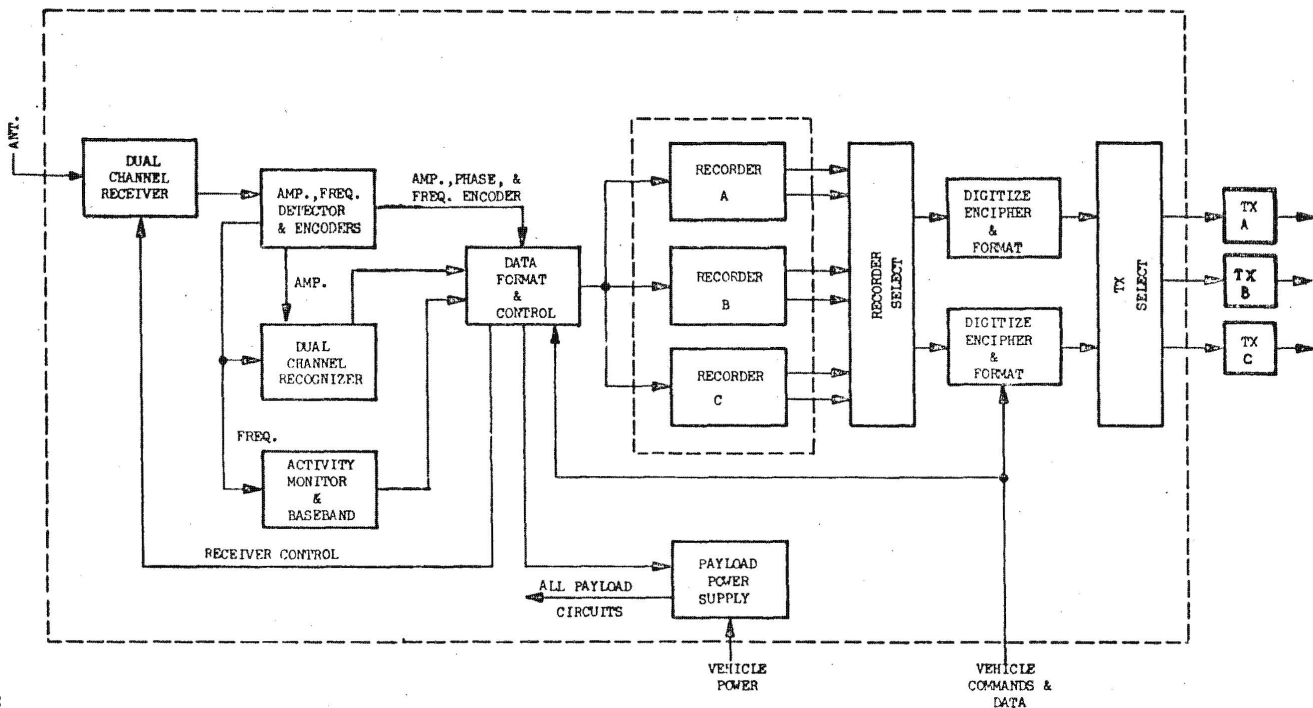 ANT.
DUAL
CHANNEL
RECEIVER
AMP.,FREQ.
DETECTOR
& ENCODERS
AMP.,PHASE, &
FREQ. ENCODER
AMP.
DUAL
CHANNEL
RECOGNIZER
FREQ.
ACTIVITY
MONITOR
&
BASEBAND
DATA
FORMAT
&
CONTROL
RECORDER
A
RECORDER
B
RECORDER
C
RECORDER
SELECT
DIGITIZE
ENCIPHER
&
FORMAT
DIGITIZE
ENCIPHER
&
FORMAT
TX
SELECT
TX
A
TX
B
TX
C
RECEIVER CONTROL
ALL PAYLOAD
CIRCUITS
PAYLOAD
POWER
SUPPLY
VEHICLE
POWER
VEHICLE
COMMANDS &
DATA